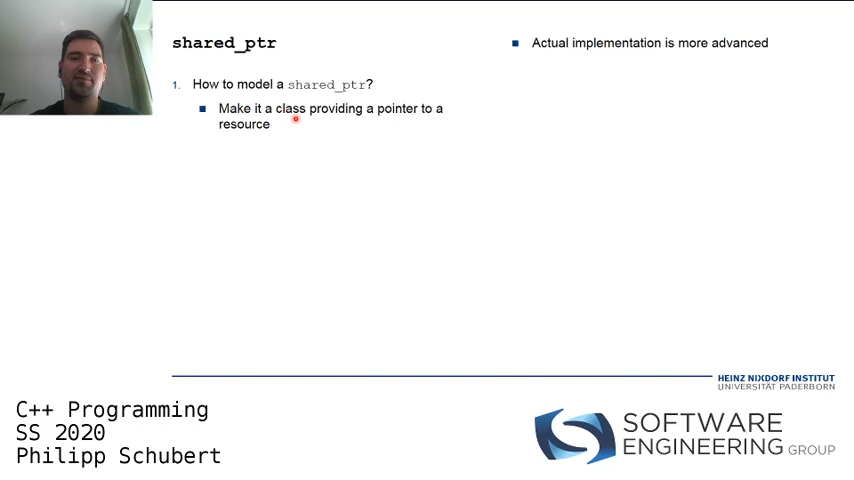 shared_ptr
1. How to model a shared_ptr?
■ Make it a class providing a pointer to a
resource
■ Actual implementation is more advanced
HEINZ NIXDORF INSTITUT
UNIVERSITÄT PADERBORN
C++ Programming
SS 2020
Philipp Schubert
SOFTWARE
ENGINEERING GROUP